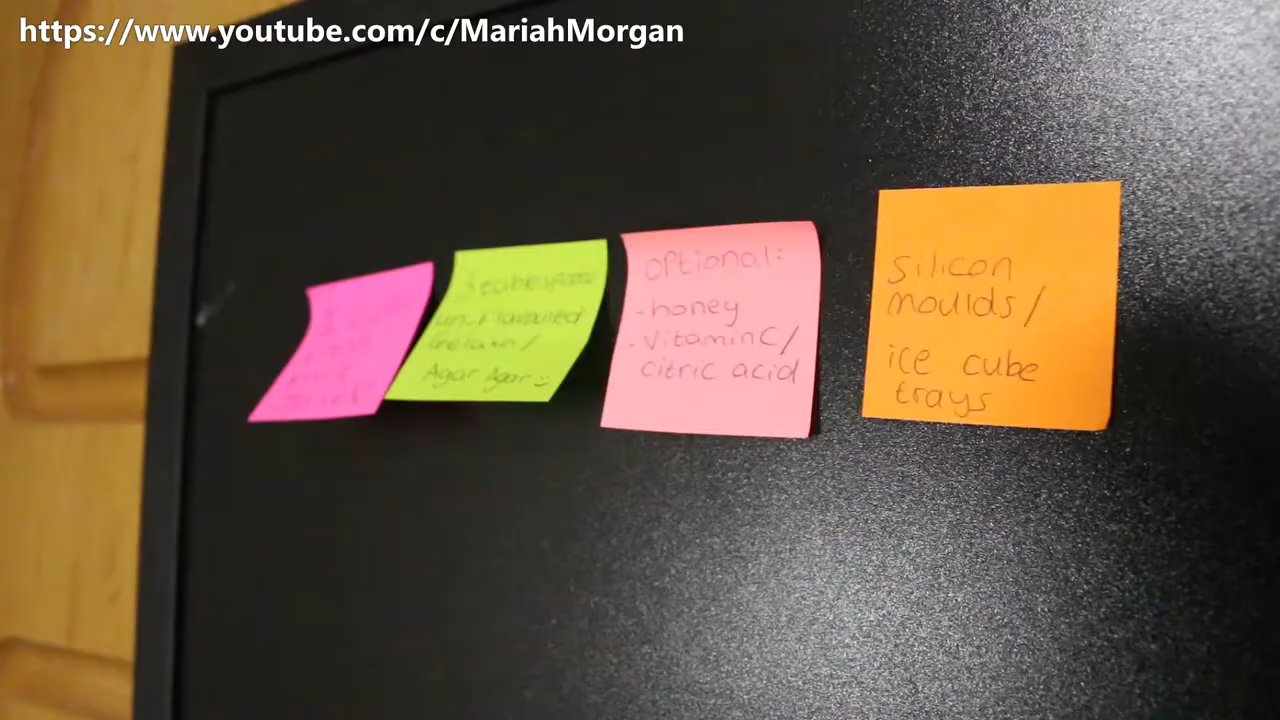 https://www.youtube.com/c/MariahMorgan
unflavoured
Gelatin/
Agar Agar
Optional:
- honey
- Vitamin C/
citric acid
Silicon
moulds/
ice cube
trays